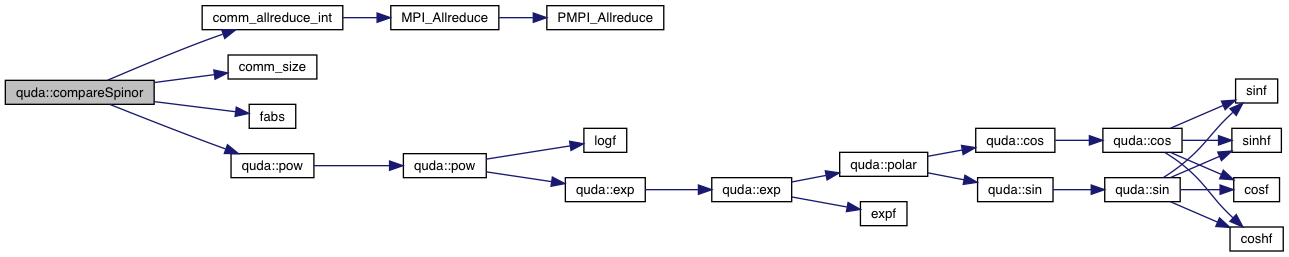 quda::compareSpinor
comm_allreduce_int
MPI_Allreduce
PMPI_Allreduce
comm_size
fabs
quda::pow
quda::pow
logf
quda::exp
quda::exp
quda::polar
expf
quda::cos
quda::cos
quda::sin
quda::sin
sinf
sinhf
cosf
coshf